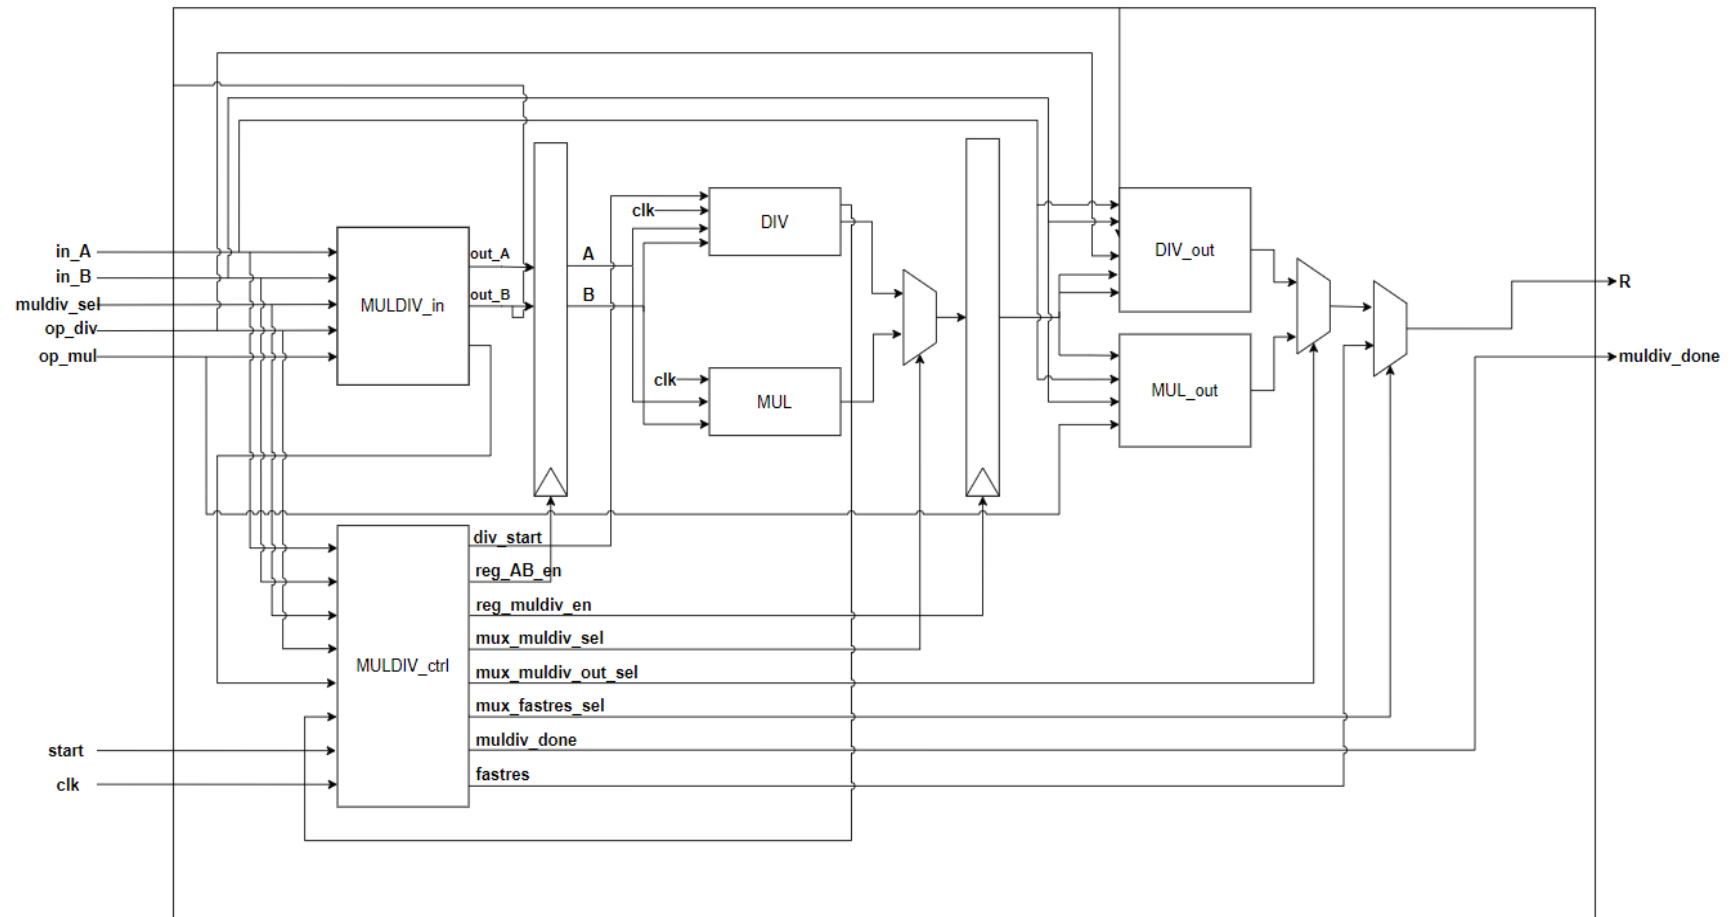 in_A
in_B
muldiv_sel
op_div
op_mul
MULDIV_in
out_A
out_B
A
B
clk
DIV
clk
MUL
DIV_out
MUL_out
R
muldiv_done
MULDIV_ctrl
div_start
reg_AB_en
reg_muldiv_en
mux_muldiv_sel
mux_muldiv_out_sel
mux_fastres_sel
muldiv_done
fastres
start
clk